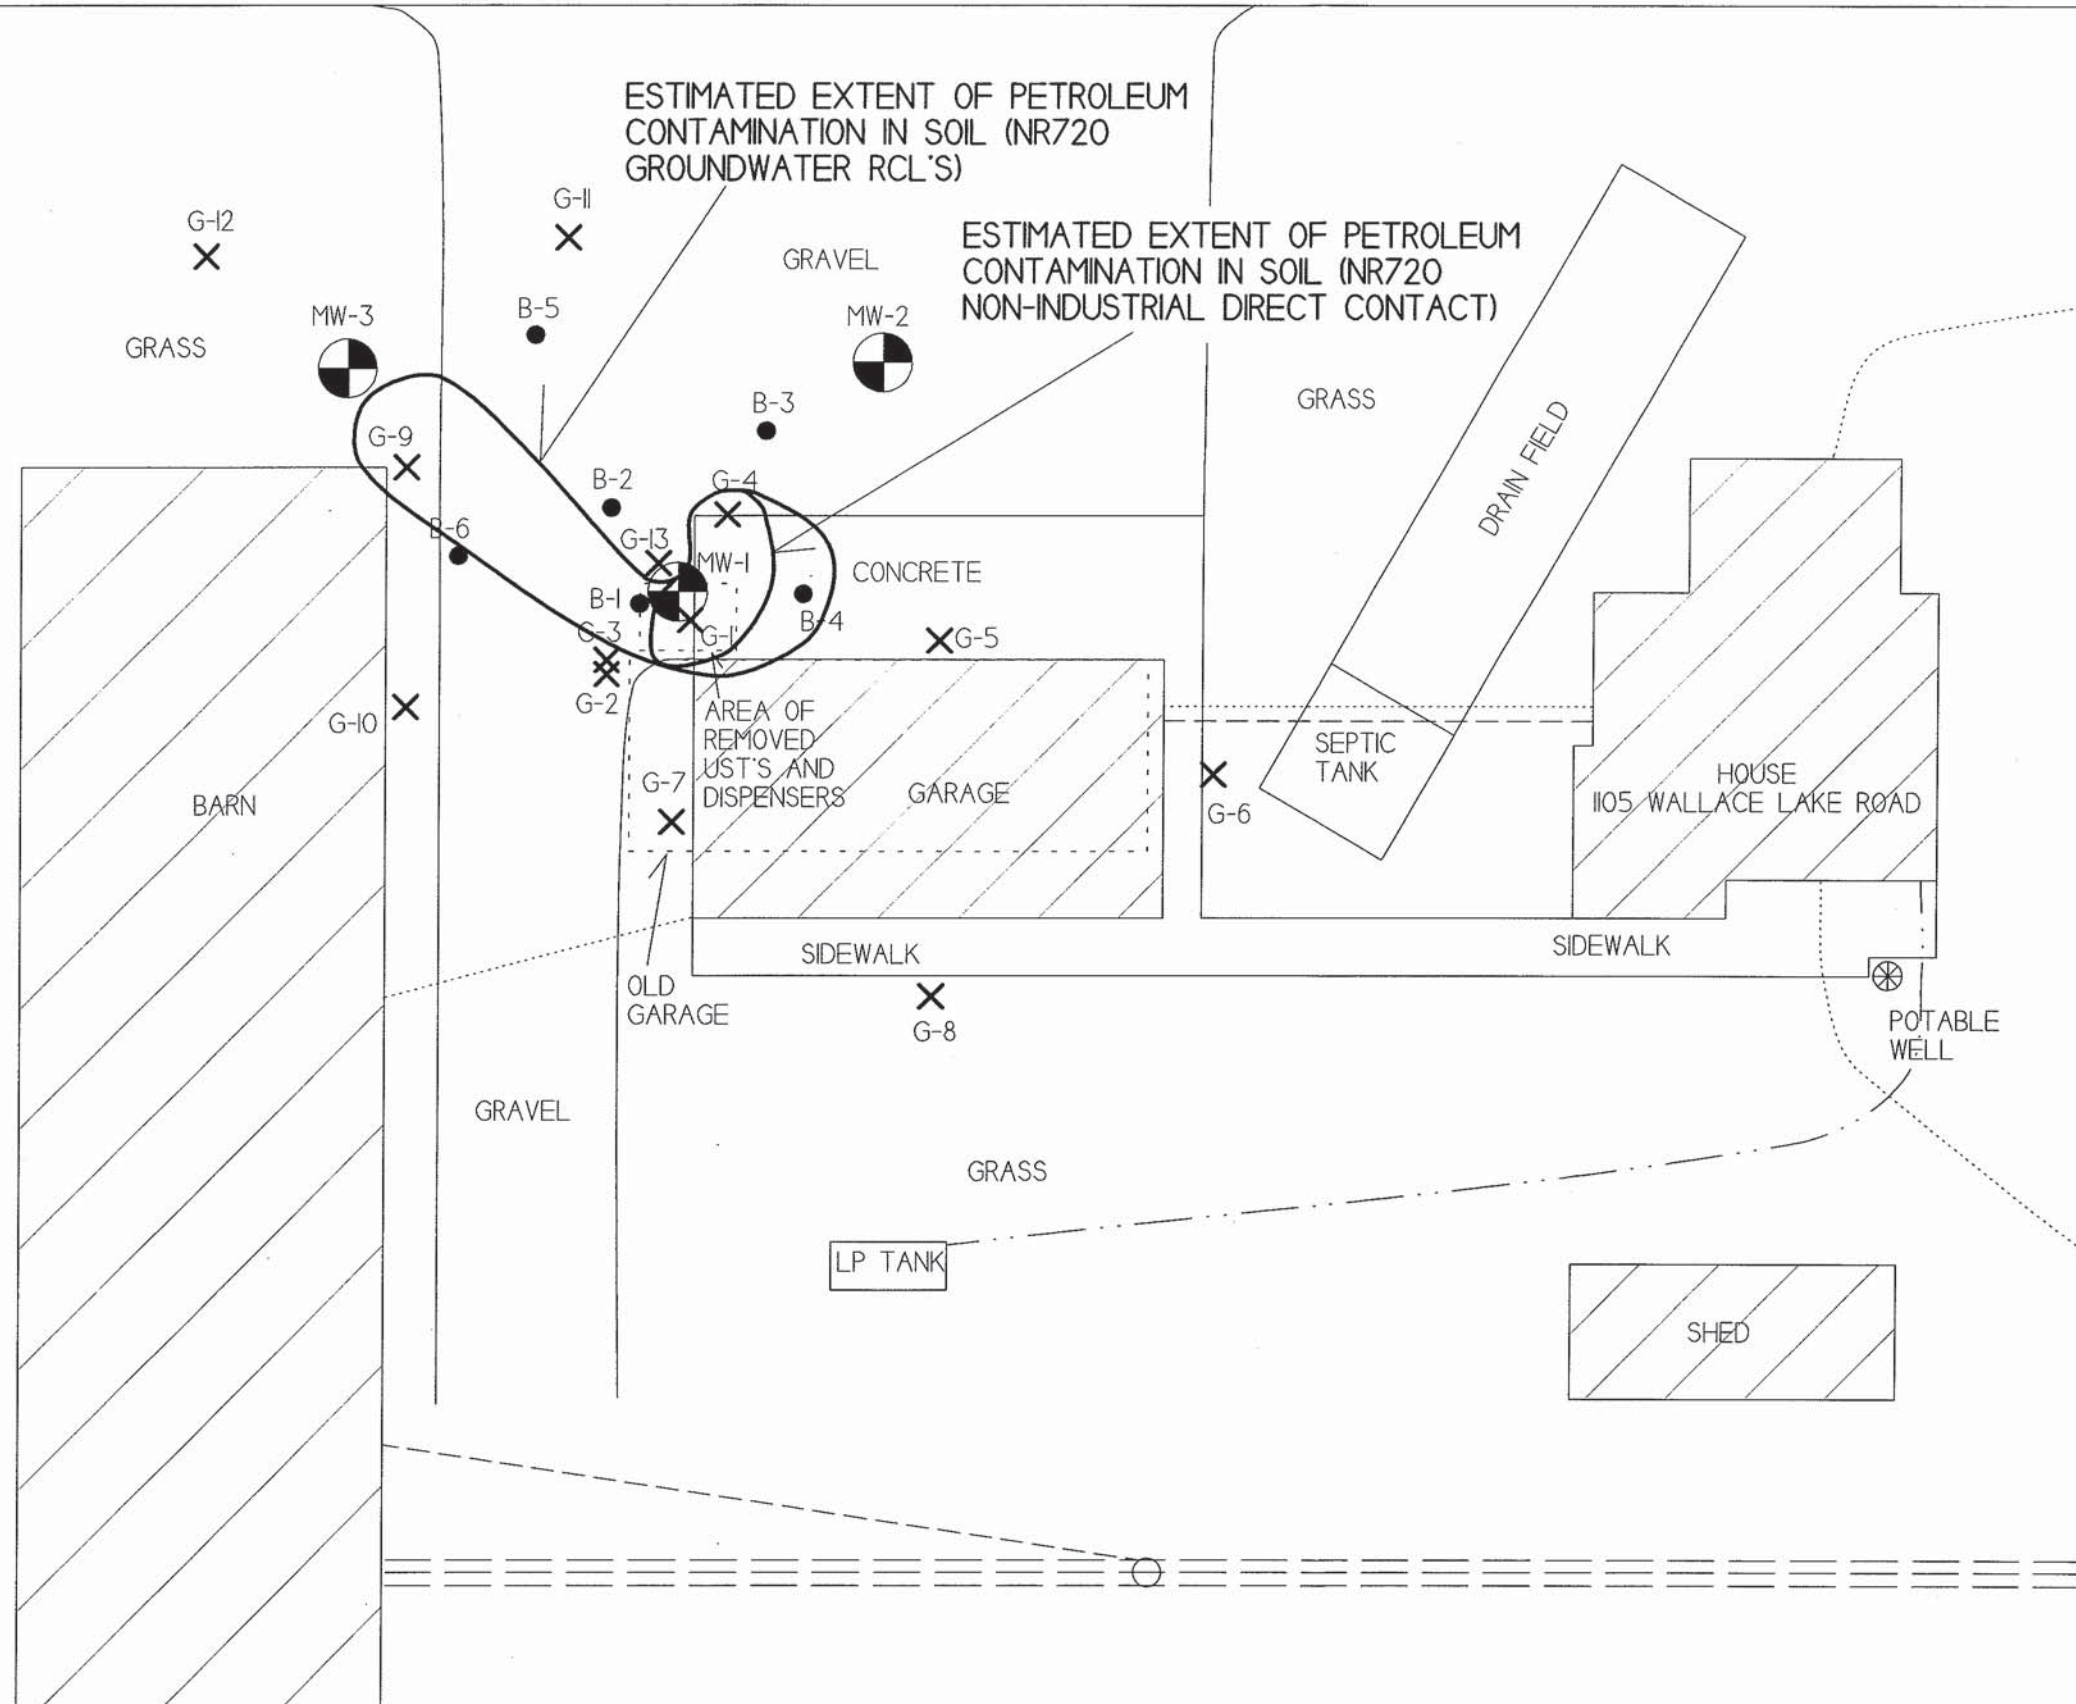 ESTIMATED EXTENT OF PETROLEUM
CONTAMINATION IN SOIL (NR720
GROUNDWATER RCL'S)
G-11
G-12
ESTIMATED EXTENT OF PETROLEUM
CONTAMINATION IN SOIL (NR720
NON-INDUSTRIAL DIRECT CONTACT)
GRAVEL
B-5
MW-3
MW-2
GRASS
GRASS
B-3
DRAIN FIELD
G-9
B-2
G-4
B-6
G-13
MW-1
CONCRETE
B-1
B-4
G-3
G-1
G-5
G-2
G-10
AREA OF
REMOVED
UST'S AND
DISPENSERS
SEPTIC
TANK
G-7
GARAGE
G-6
HOUSE
1105 WALLACE LAKE ROAD
BARN
SIDEWALK
SIDEWALK
OLD
GARAGE
G-8
POTABLE
WELL
GRAVEL
GRASS
LP TANK
SHED